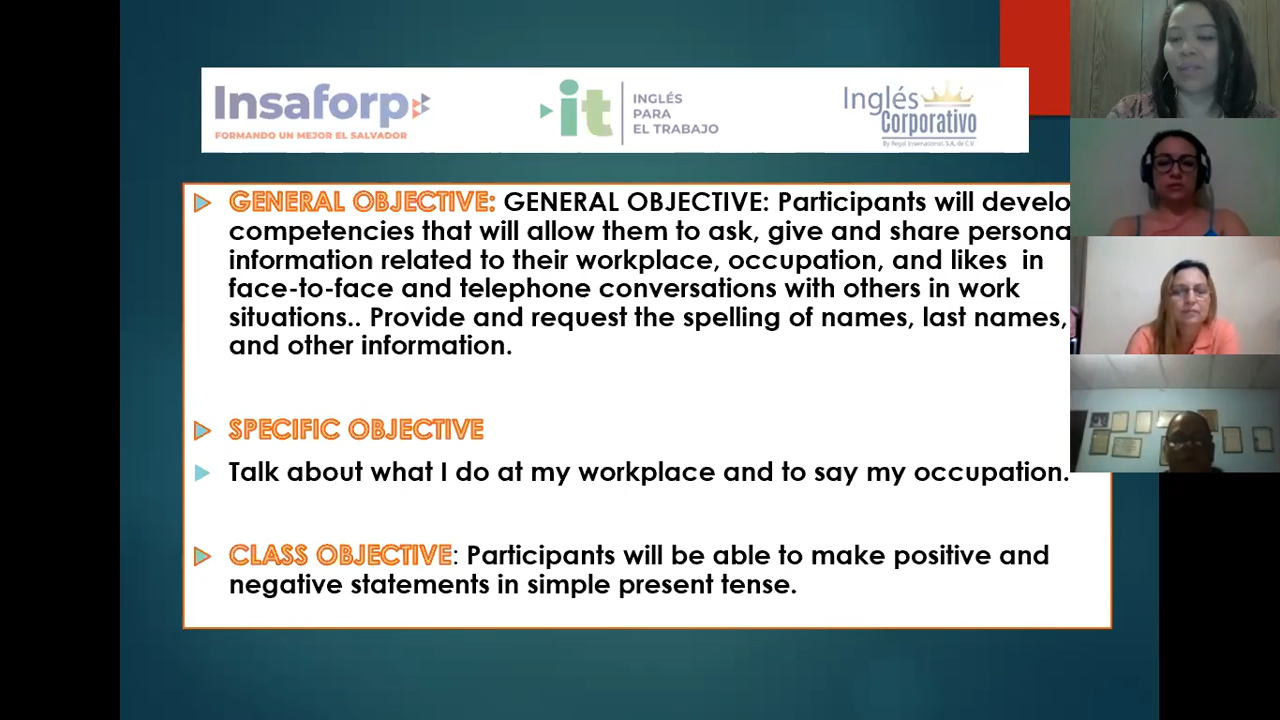 Insaforp
FORMANDO UN MEJOR EL SALVADOR
it
INGLÉS
PARA
EL TRABAJO
Inglés
Corporativo
By Regal International, S.A. de C.V.
GENERAL OBJECTIVE: GENERAL OBJECTIVE: Participants will develo
competencies that will allow them to ask, give and share persona
information related to their workplace, occupation, and likes in
face-to-face and telephone conversations with others in work
situations.. Provide and request the spelling of names, last names,
and other information.
SPECIFIC OBJECTIVE
Talk about what I do at my workplace and to say my occupation.
CLASS OBJECTIVE: Participants will be able to make positive and
negative statements in simple present tense.